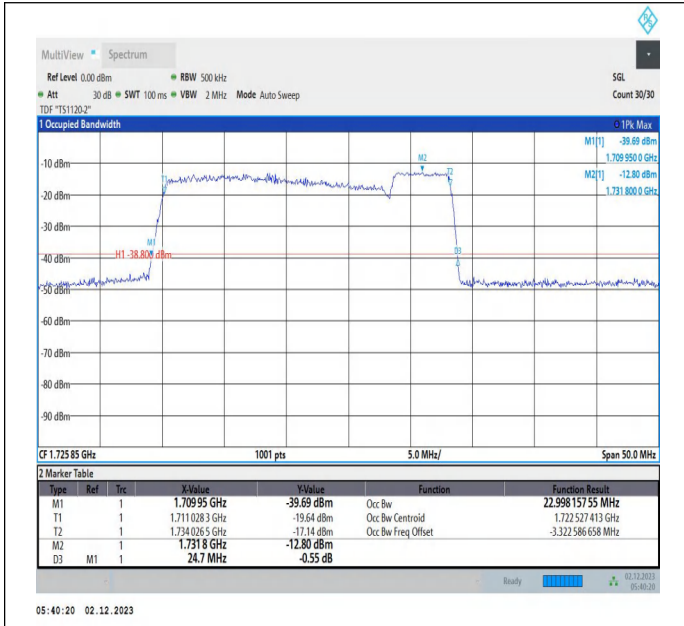 R&S
MultiView Spectrum
Ref Level 0.00 dBm RBW 500 kHz SGL
Att 30 dB SWT 100 ms VBW 2 MHz Mode Auto Sweep Count 30/30
TDF "TS1120-2"
1 Occupied Bandwidth 1Pk Max
M1[1] -39.69 dBm
1.709 950 0 GHz
M2[1] -12.80 dBm
1.731 800 0 GHz
M2
-10 dBm
T1
T2
-20 dBm
-30 dBm
M1
H1 -38.800 dBm
D3
-40 dBm
-50 dBm
-60 dBm
-70 dBm
-80 dBm
-90 dBm
CF 1.725 85 GHz 1001 pts 5.0 MHz/ Span 50.0 MHz
2 Marker Table
Type Ref Trc X-Value Y-Value Function Function Result
M1 1 1.709 95 GHz -39.69 dBm Occ Bw 22.998 157 55 MHz
T1 1 1.711 028 3 GHz -19.64 dBm Occ Bw Centroid 1.722 527 413 GHz
T2 1 1.734 026 5 GHz -17.14 dBm Occ Bw Freq Offset -3.322 586 658 MHz
M2 1 1.731 8 GHz -12.80 dBm
D3 M1 1 24.7 MHz -0.55 dB
Ready 02.12.2023
05:40:20
05:40:20 02.12.2023